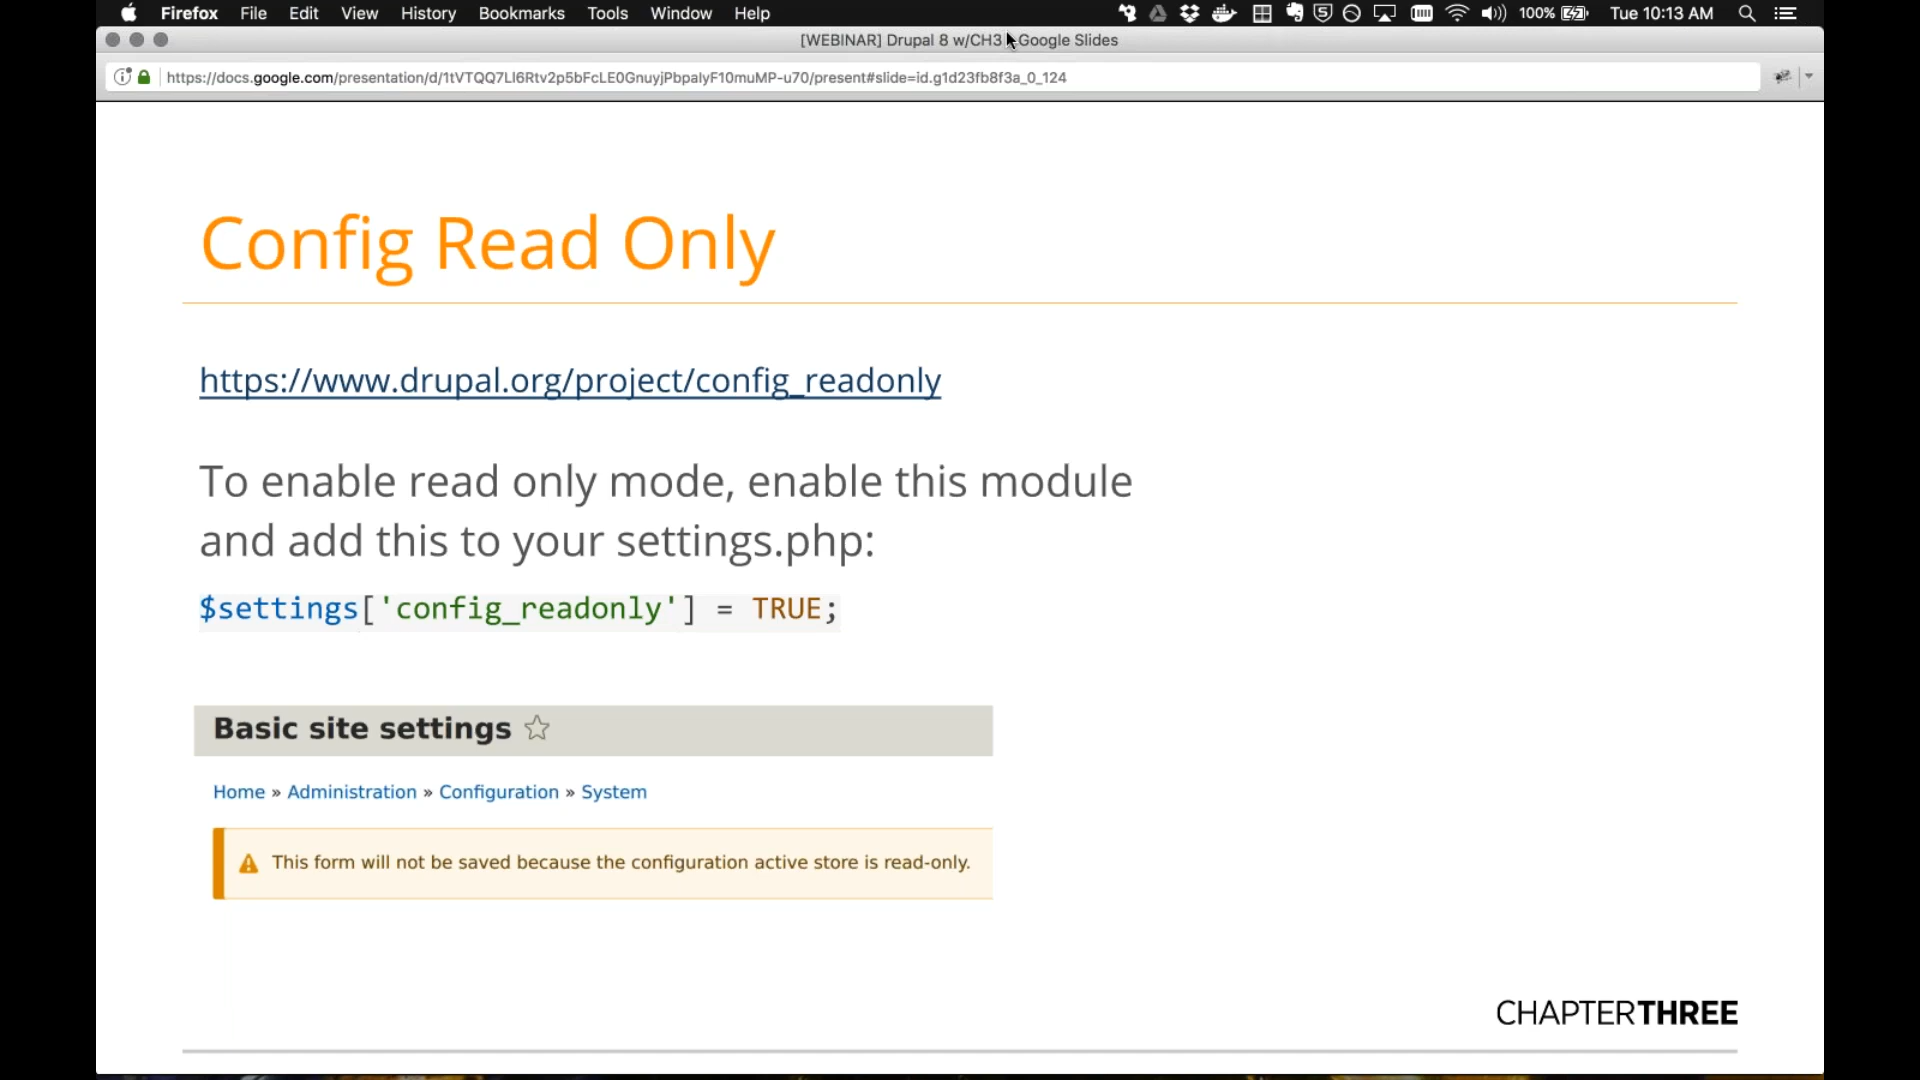 Firefox File Edit View History Bookmarks Tools Window Help 100% Tue 10:13 AM
[WEBINAR] Drupal 8 w/CH3 - Google Slides
https://docs.google.com/presentation/d/1tVTQQ7Ll6Rtv2p5bFcLE0GnuyjPbpalyF10muMP-u70/present#slide=id.g1d23fb8f3a_0_124
Config Read Only
https://www.drupal.org/project/config_readonly
To enable read only mode, enable this module
and add this to your settings.php:
$settings['config_readonly'] = TRUE;
Basic site settings
Home » Administration » Configuration » System
This form will not be saved because the configuration active store is read-only.
CHAPTERTHREE